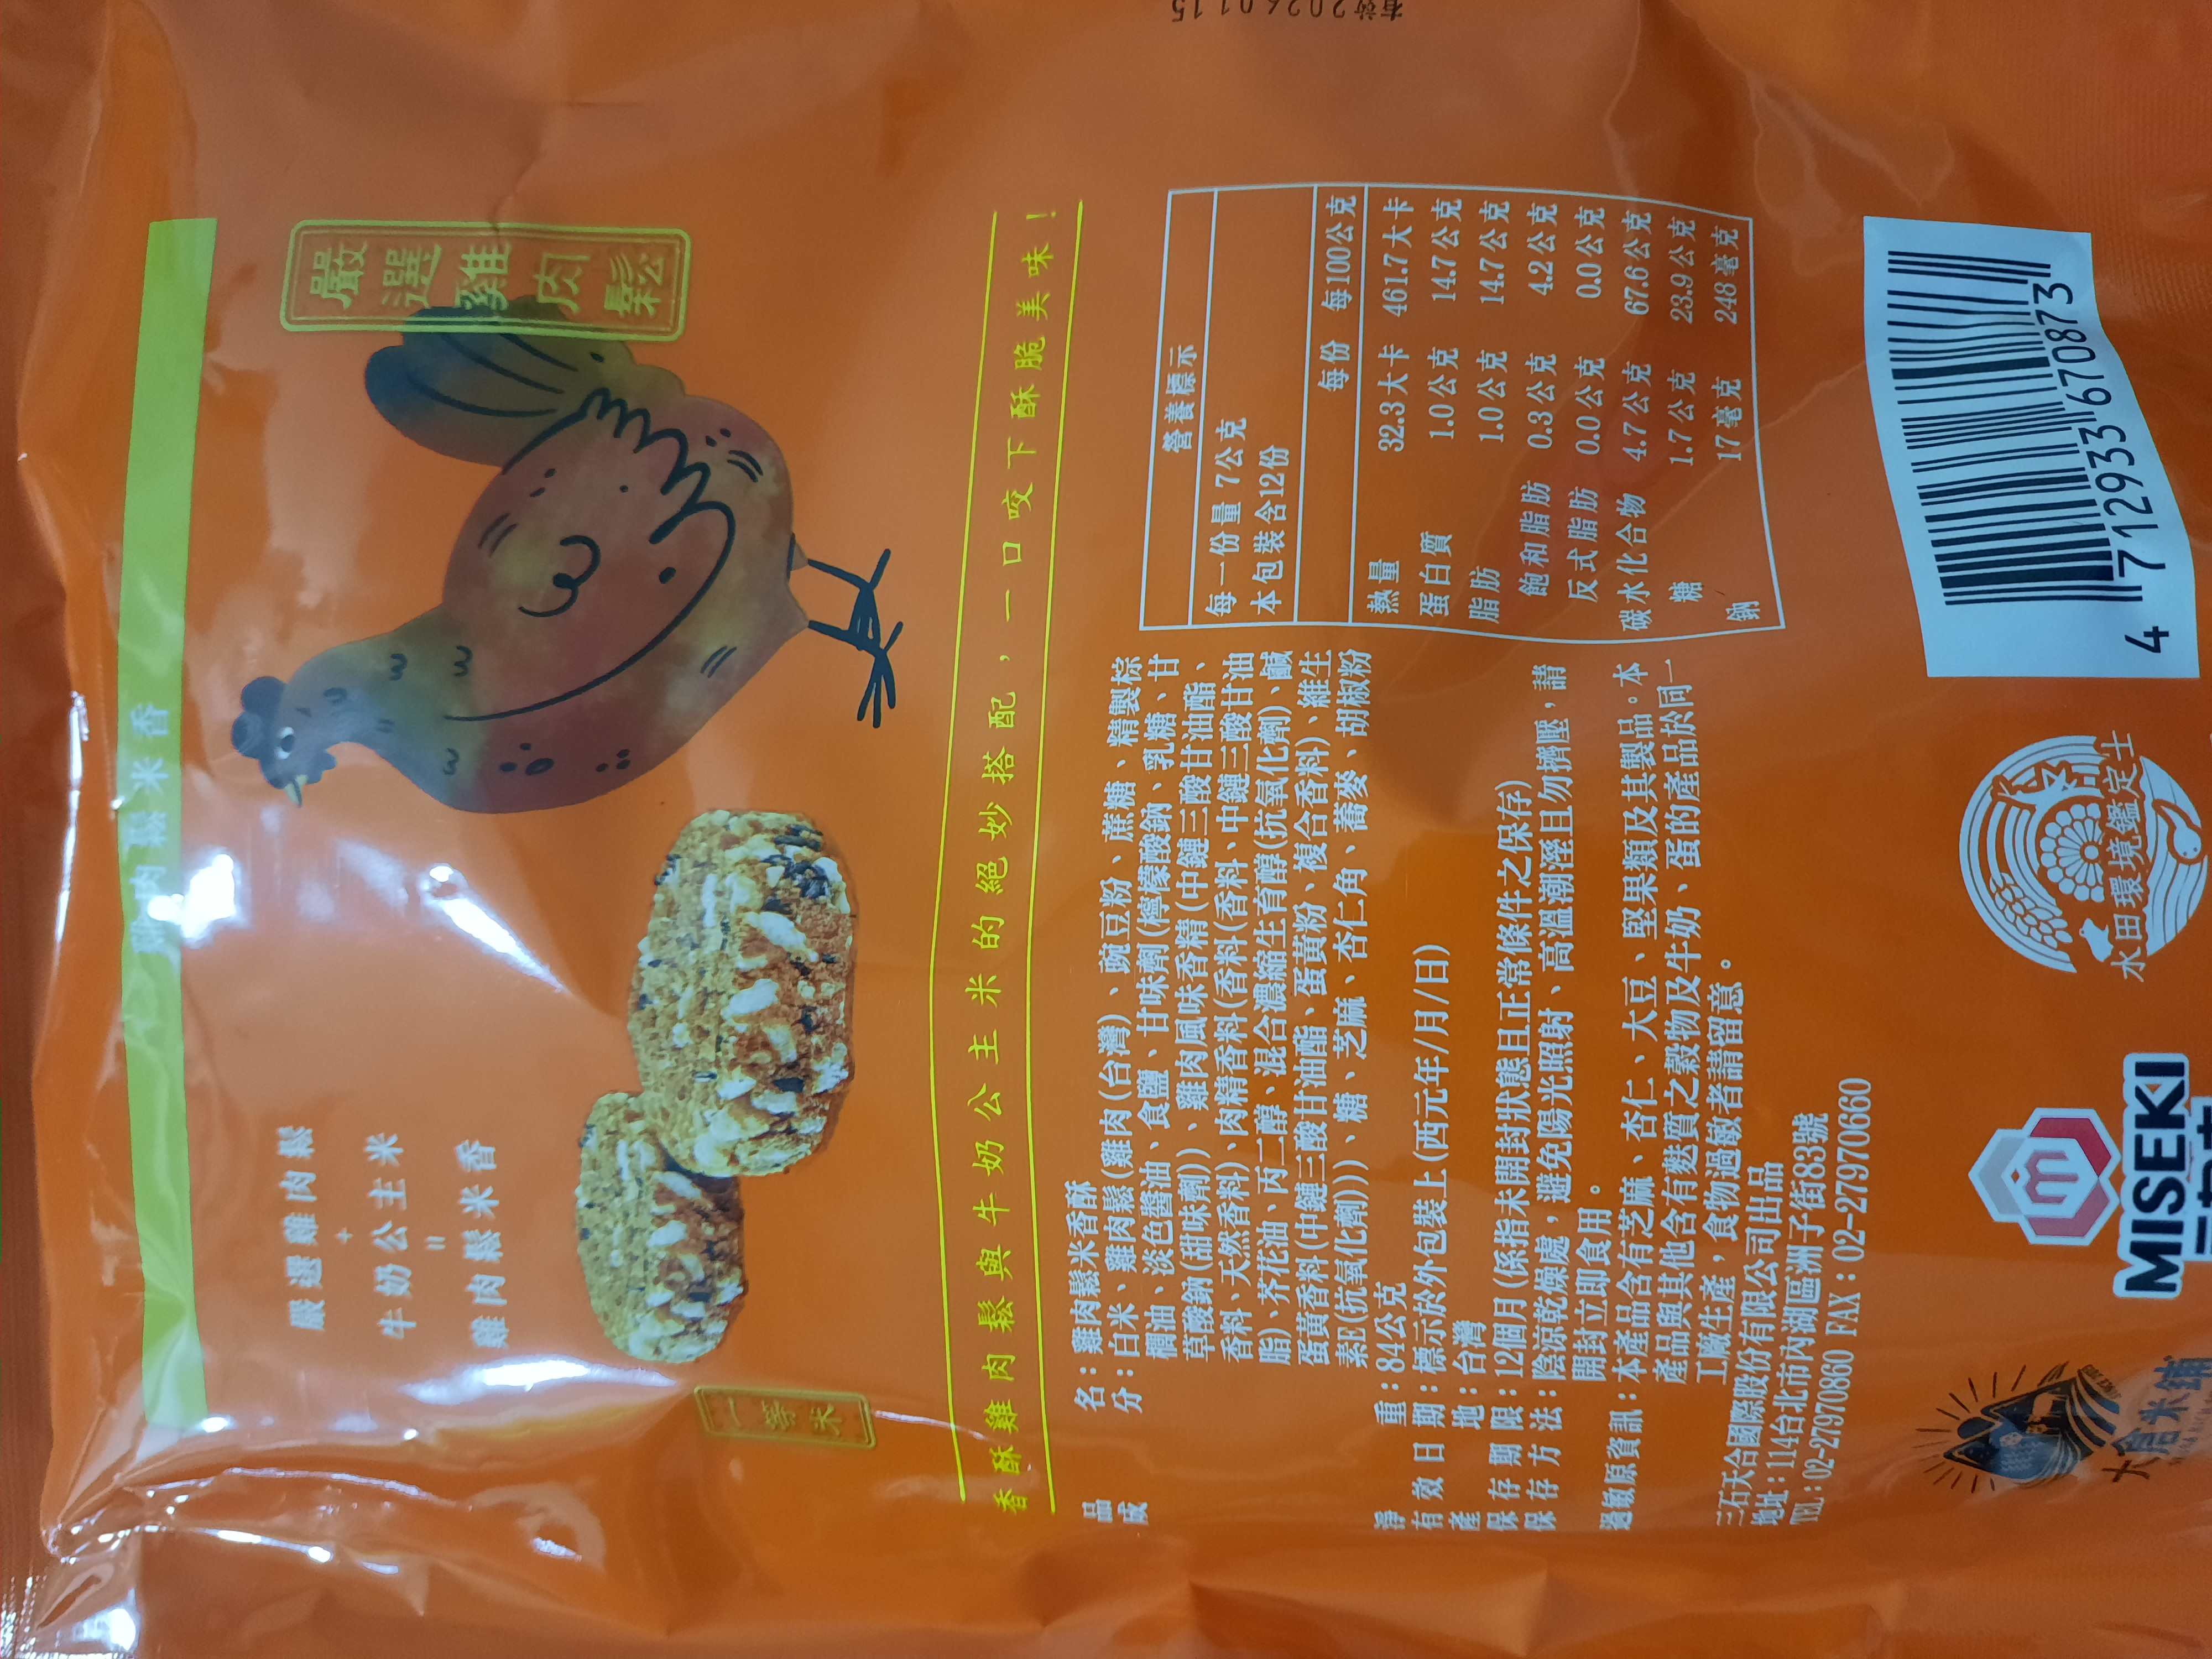 雞肉鬆米香
嚴選雞肉鬆
+
牛奶公主米
=
雞肉鬆米香
嚴選雞肉鬆
一等米
香酥雞肉鬆與牛奶公主米的絕妙搭配，一口咬下酥脆美味！
品名：雞肉鬆米香酥
成分：白米、雞肉鬆(雞肉(台灣)、豌豆粉、蔗糖、精製棕
櫚油、淡色醬油、食鹽、甘味劑(檸檬酸鈉、乳糖、甘
草酸鈉(甜味劑))、雞肉風味香精(中鏈三酸甘油酯、
香料、天然香料)、肉精香料(香料(香料、中鏈三酸甘油
脂)、芥花油、丙二醇、混合濃縮生育醇(抗氧化劑)、鹹
蛋黃香料(中鏈三酸甘油酯、蛋黃粉、複合香料)、維生
素E(抗氧化劑)))、糖、芝麻、杏仁角、蕎麥、胡椒粉
淨重：84公克
有效日期：標示於外包裝上(西元年/月/日)
產地：台灣
保存期限：12個月(係指未開封狀態且正常條件之保存)
保存方法：陰涼乾燥處，避免陽光照射、高溫潮溼且勿擠壓，請
開封立即食用。
過敏原資訊：本產品含有芝麻、杏仁、大豆、堅果類及其製品。本
產品與其他含有麩質之穀物及牛奶、蛋的產品於同一
工廠生產，食物過敏者請留意。
三石天合國際股份有限公司出品
地址：114台北市內湖區洲子街83號
TEL：02-27970860 FAX：02-27970660
營養標示
每一份量 7公克
本包裝含12份
每份 每100公克
熱量 32.3大卡 461.7大卡
蛋白質 1.0公克 14.7公克
脂肪 1.0公克 14.7公克
飽和脂肪 0.3公克 4.2公克
反式脂肪 0.0公克 0.0公克
碳水化合物 4.7公克 67.6公克
糖 1.7公克 23.9公克
鈉 17毫克 248毫克
大倉米鋪
MISEKI
水田環境鑑定士
4 712933 670873
有效2026.01.15